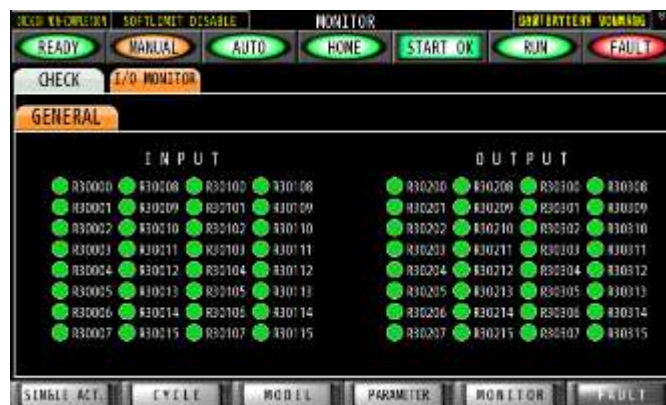 SOFTLIMIT DISABLE MONITOR
READY MANUAL AUTO HOME START OK RUN FAULT
CHECK I/O MONITOR
GENERAL
INPUT OUTPUT
R30000 R30008 R30100 R30108 R30200 R30208 R30300 R30308
R30001 R30009 R30101 R30109 R30201 R30209 R30301 R30309
R30002 R30010 R30102 R30110 R30202 R30210 R30302 R30310
R30003 R30011 R30103 R30111 R30203 R30211 R30303 R30311
R30004 R30012 R30104 R30112 R30204 R30212 R30304 R30312
R30005 R30013 R30105 R30113 R30205 R30213 R30305 R30313
R30006 R30014 R30106 R30114 R30206 R30214 R30306 R30314
R30007 R30015 R30107 R30115 R30207 R30215 R30307 R30315
SINGLE ACT. CYCLE MODEL PARAMETER MONITOR FAULT